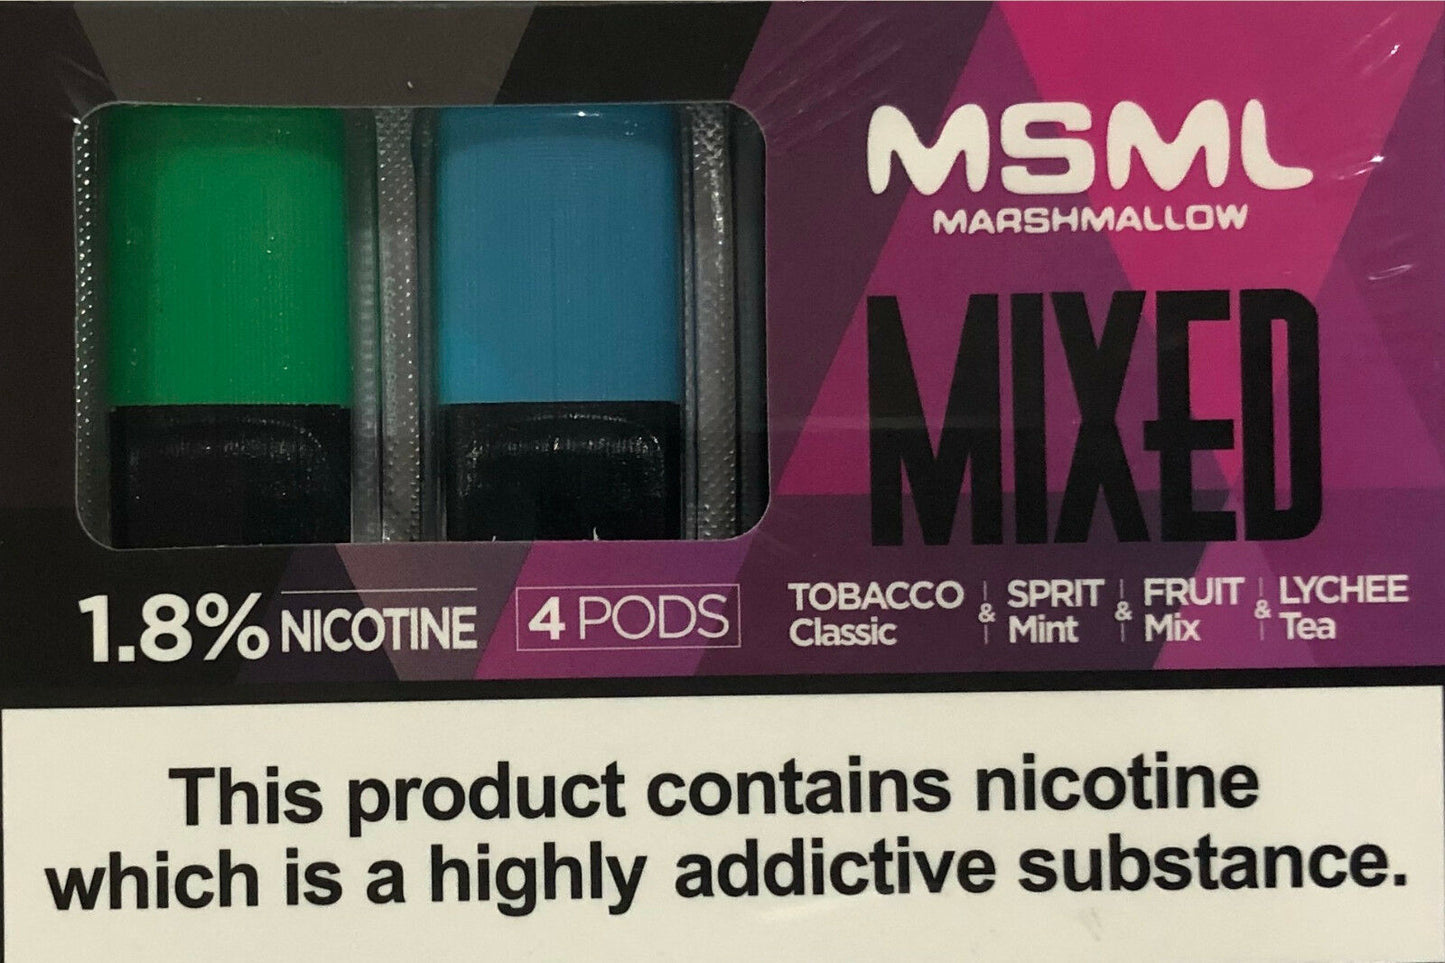 MSML
MARSHMALLOW
MIXED
1.8% NICOTINE
4 PODS
TOBACCO Classic & SPRIT Mint & FRUIT Mix & LYCHEE Tea
This product contains nicotine
which is a highly addictive substance.